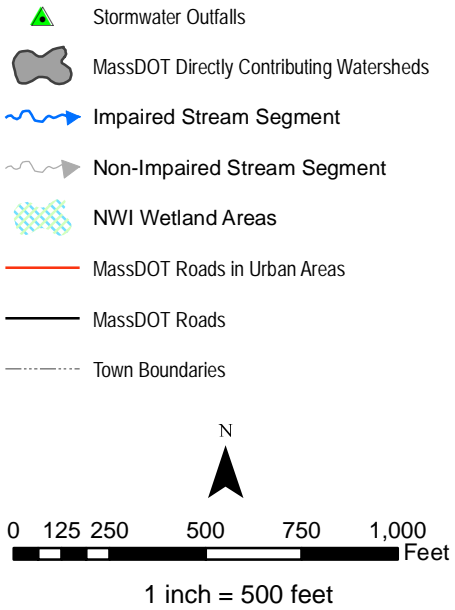 Stormwater Outfalls
MassDOT Directly Contributing Watersheds
Impaired Stream Segment
Non-Impaired Stream Segment
NWI Wetland Areas
MassDOT Roads in Urban Areas
MassDOT Roads
Town Boundaries
N
0 125 250 500 750 1,000
Feet
1 inch = 500 feet